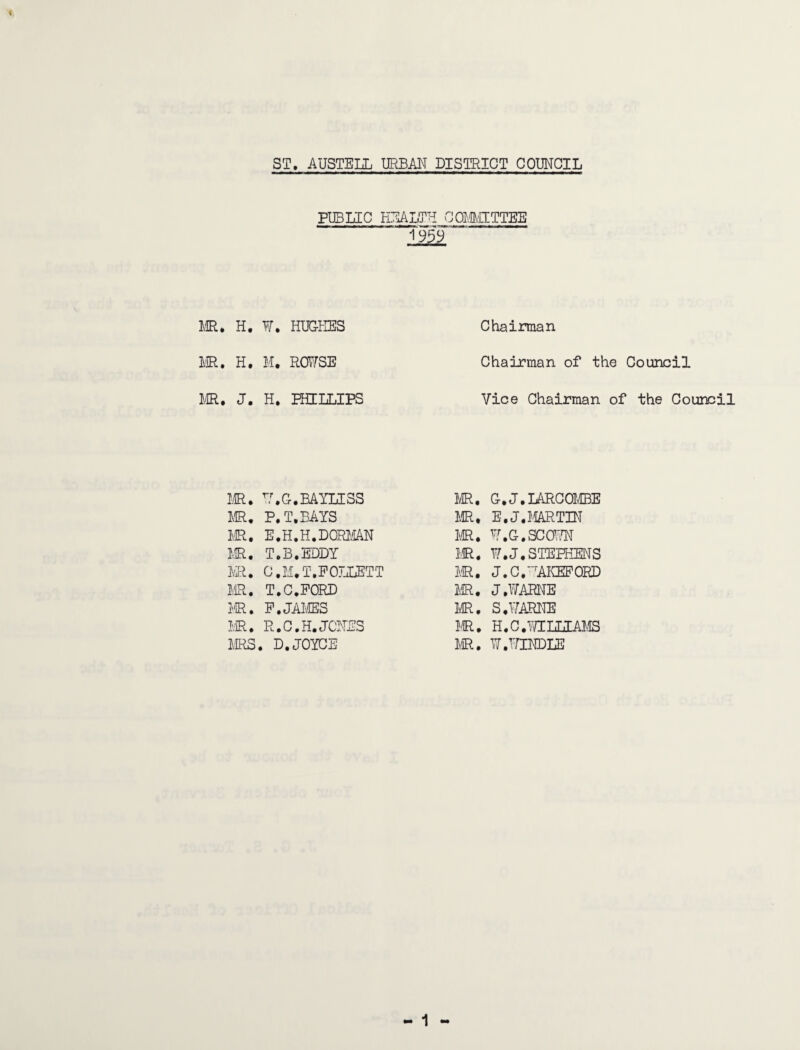 ST. AUSTELL URBAN DISTRICT COUNCIL
PUBLIC HEALTH COMMITTEE
1959
MR. H. W. HUGHES Chairman
MR. H. M. ROWSE Chairman of the Council
MR. J. H. PHILLIPS Vice Chairman of the Council
MR. W.G.BAYLISS MR. G.J.LARCOMBE
MR. P.T.BAYS MR. E.J.MARTIN
MR. E.H.H.DORMAN MR. W.G.SCOWN
MR. T.B.EDDY MR. W.J.STEPHENS
MR. C.M.T.FOLLETT MR. J.C.WAKEFORD
MR. T.C.FORD MR. J.WARNE
MR. F.JAMES MR. S.WARNE
MR. R.C.H.JONES MR. H.C.WILLIAMS
MRS. D.JOYCE MR. W.WINDLE
- 1 -